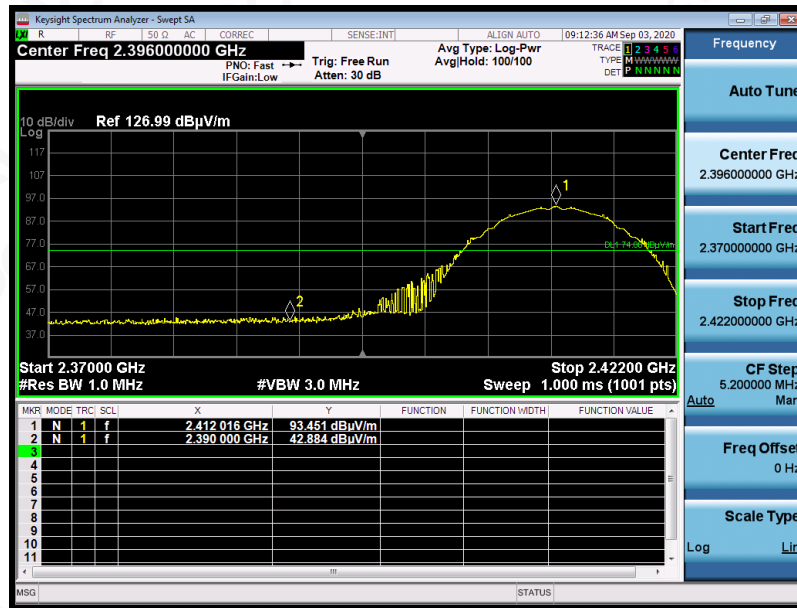 Keysight Spectrum Analyzer - Swept SA
LXI R RF 50 Ω AC CORREC SENSE:INT ALIGN AUTO 09:12:36 AM Sep 03, 2020
Center Freq 2.396000000 GHz
PNO: Fast
IFGain:Low
Trig: Free Run
Atten: 30 dB
Avg Type: Log-Pwr
Avg|Hold: 100/100
TRACE 1 2 3 4 5 6
TYPE M W W W W W
DET P N N N N N
10 dB/div Ref 126.99 dBµV/m
Log
117
107
97.0
87.0
77.0
67.0
57.0
47.0
37.0
1
2
DL1 74.00 dBµV/m
Start 2.37000 GHz Stop 2.42200 GHz
#Res BW 1.0 MHz #VBW 3.0 MHz Sweep 1.000 ms (1001 pts)
MKR MODE TRC SCL X Y FUNCTION FUNCTION WIDTH FUNCTION VALUE
1 N 1 f 2.412 016 GHz 93.451 dBµV/m
2 N 1 f 2.390 000 GHz 42.884 dBµV/m
3
4
5
6
7
8
9
10
11
MSG STATUS
Frequency
Auto Tune
Center Freq
2.396000000 GHz
Start Freq
2.370000000 GHz
Stop Freq
2.422000000 GHz
CF Step
5.200000 MHz
Auto Man
Freq Offset
0 Hz
Scale Type
Log Lin